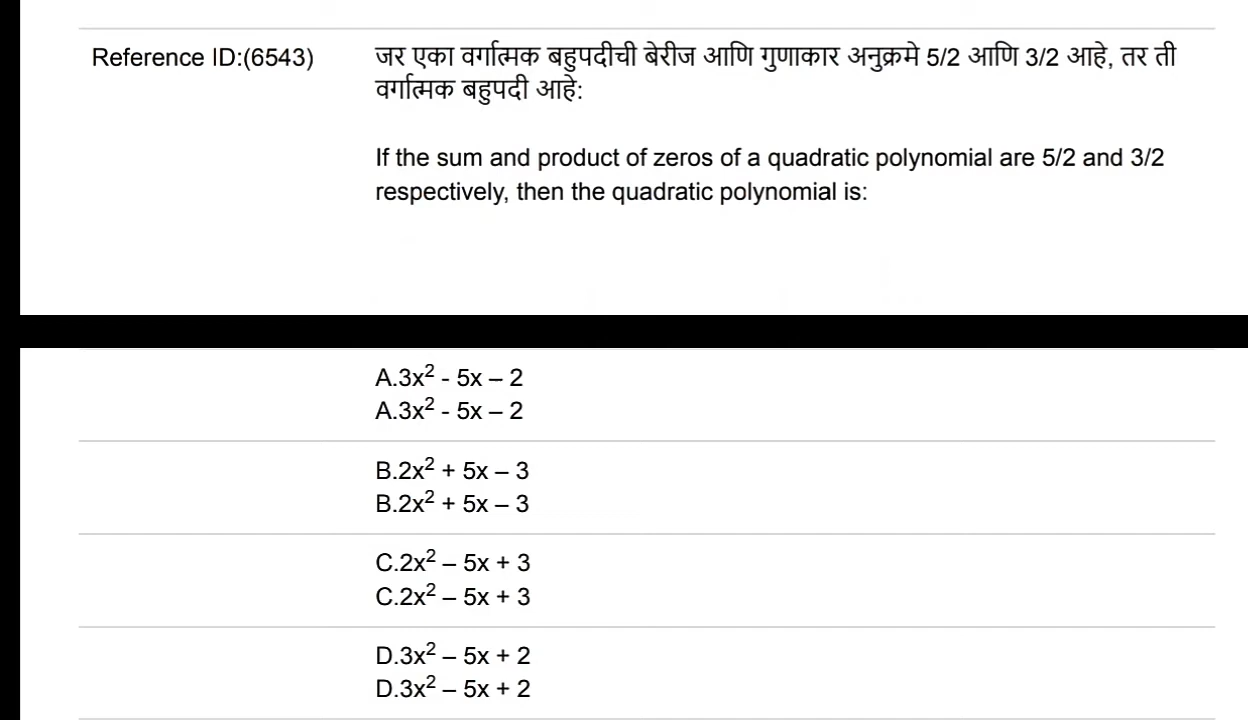 Reference ID:(6543)
जर एका वर्गात्मक बहुपदीची बेरीज आणि गुणाकार अनुक्रमे 5/2 आणि 3/2 आहे, तर ती
वर्गात्मक बहुपदी आहे:
If the sum and product of zeros of a quadratic polynomial are 5/2 and 3/2
respectively, then the quadratic polynomial is:
A.3x² - 5x – 2
A.3x² - 5x – 2
B.2x² + 5x – 3
B.2x² + 5x – 3
C.2x² – 5x + 3
C.2x² – 5x + 3
D.3x² – 5x + 2
D.3x² – 5x + 2